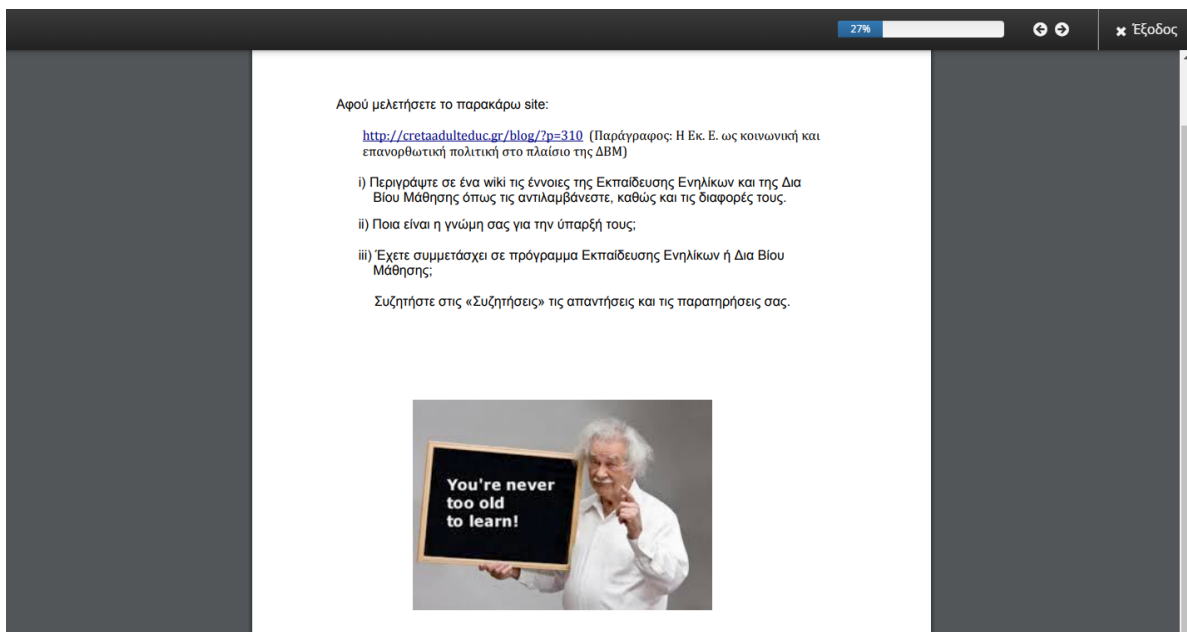 27%
Έξοδος
Αφού μελετήσετε το παρακάρω site:
http://cretaadulteduc.gr/blog/?p=310 (Παράγραφος: Η Εκ. Ε. ως κοινωνική και
επανορθωτική πολιτική στο πλαίσιο της ΔΒΜ)
i) Περιγράψτε σε ένα wiki τις έννοιες της Εκπαίδευσης Ενηλίκων και της Δια
Βίου Μάθησης όπως τις αντιλαμβάνεστε, καθώς και τις διαφορές τους.
ii) Ποια είναι η γνώμη σας για την ύπαρξή τους;
iii) Έχετε συμμετάσχει σε πρόγραμμα Εκπαίδευσης Ενηλίκων ή Δια Βίου
Μάθησης;
Συζητήστε στις «Συζητήσεις» τις απαντήσεις και τις παρατηρήσεις σας.
You're never
too old
to learn!